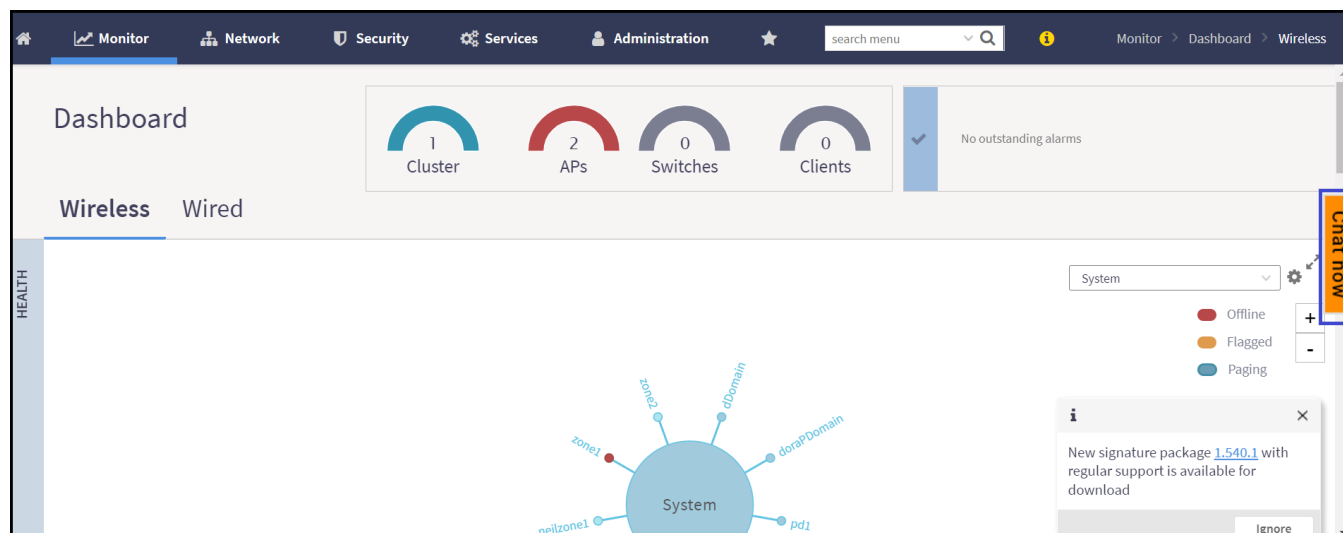 Monitor
Network
Security
Services
Administration
search menu
Monitor > Dashboard > Wireless
Dashboard
1
Cluster
2
APs
0
Switches
0
Clients
No outstanding alarms
Wireless
Wired
Chat now
HEALTH
System
Offline
Flagged
Paging
+
-
zone2
dDomain
zone1
doraPDomain
System
neilzone1
pd1
i
×
New signature package 1.540.1 with
regular support is available for
download
Ignore